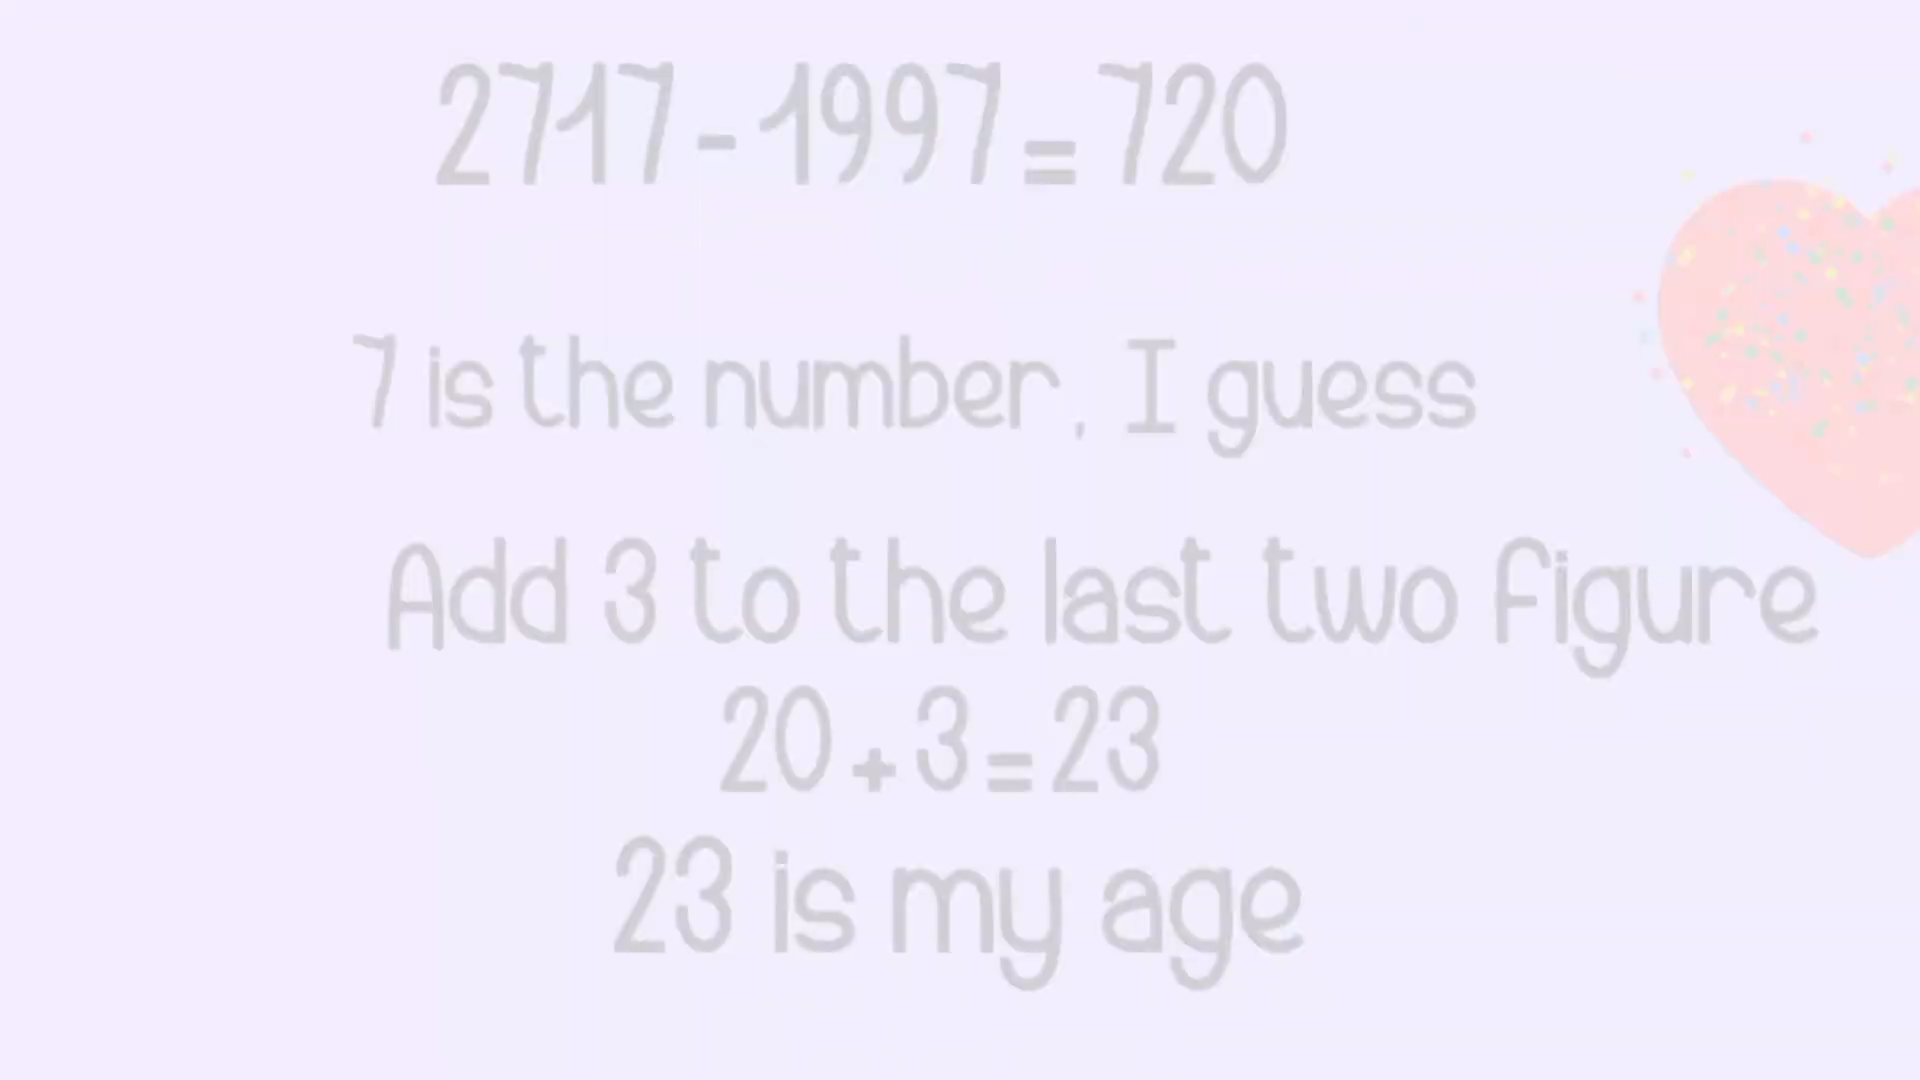 2717-1997=720
7 is the number, I guess
Add 3 to the last two figure
20+3=23
23 is my age